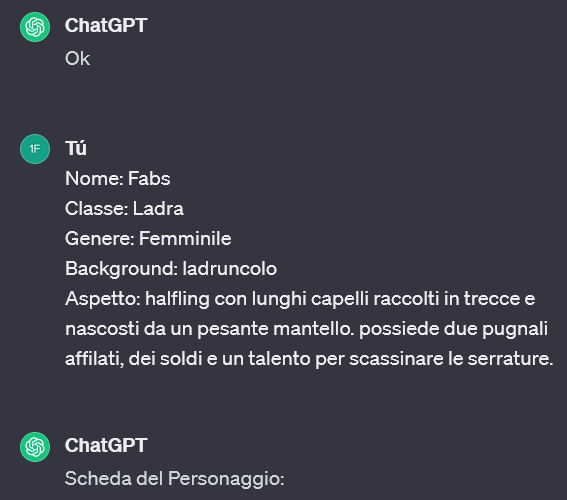 ChatGPT
Ok
1F
Tú
Nome: Fabs
Classe: Ladra
Genere: Femminile
Background: ladruncolo
Aspetto: halfling con lunghi capelli raccolti in trecce e
nascosti da un pesante mantello. possiede due pugnali
affilati, dei soldi e un talento per scassinare le serrature.
ChatGPT
Scheda del Personaggio: